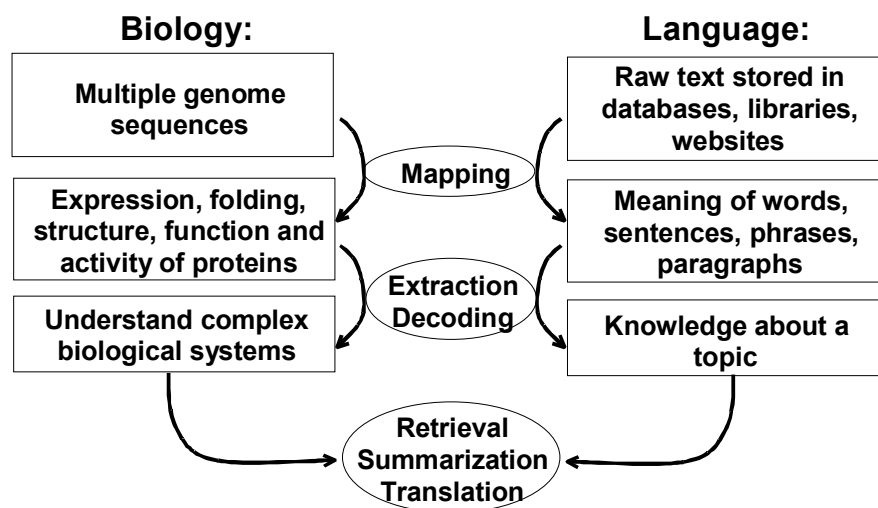 Biology:
Language:
Multiple genome
sequences
Raw text stored in
databases, libraries,
websites
Mapping
Expression, folding,
structure, function and
activity of proteins
Meaning of words,
sentences, phrases,
paragraphs
Extraction
Decoding
Understand complex
biological systems
Knowledge about a
topic
Retrieval
Summarization
Translation